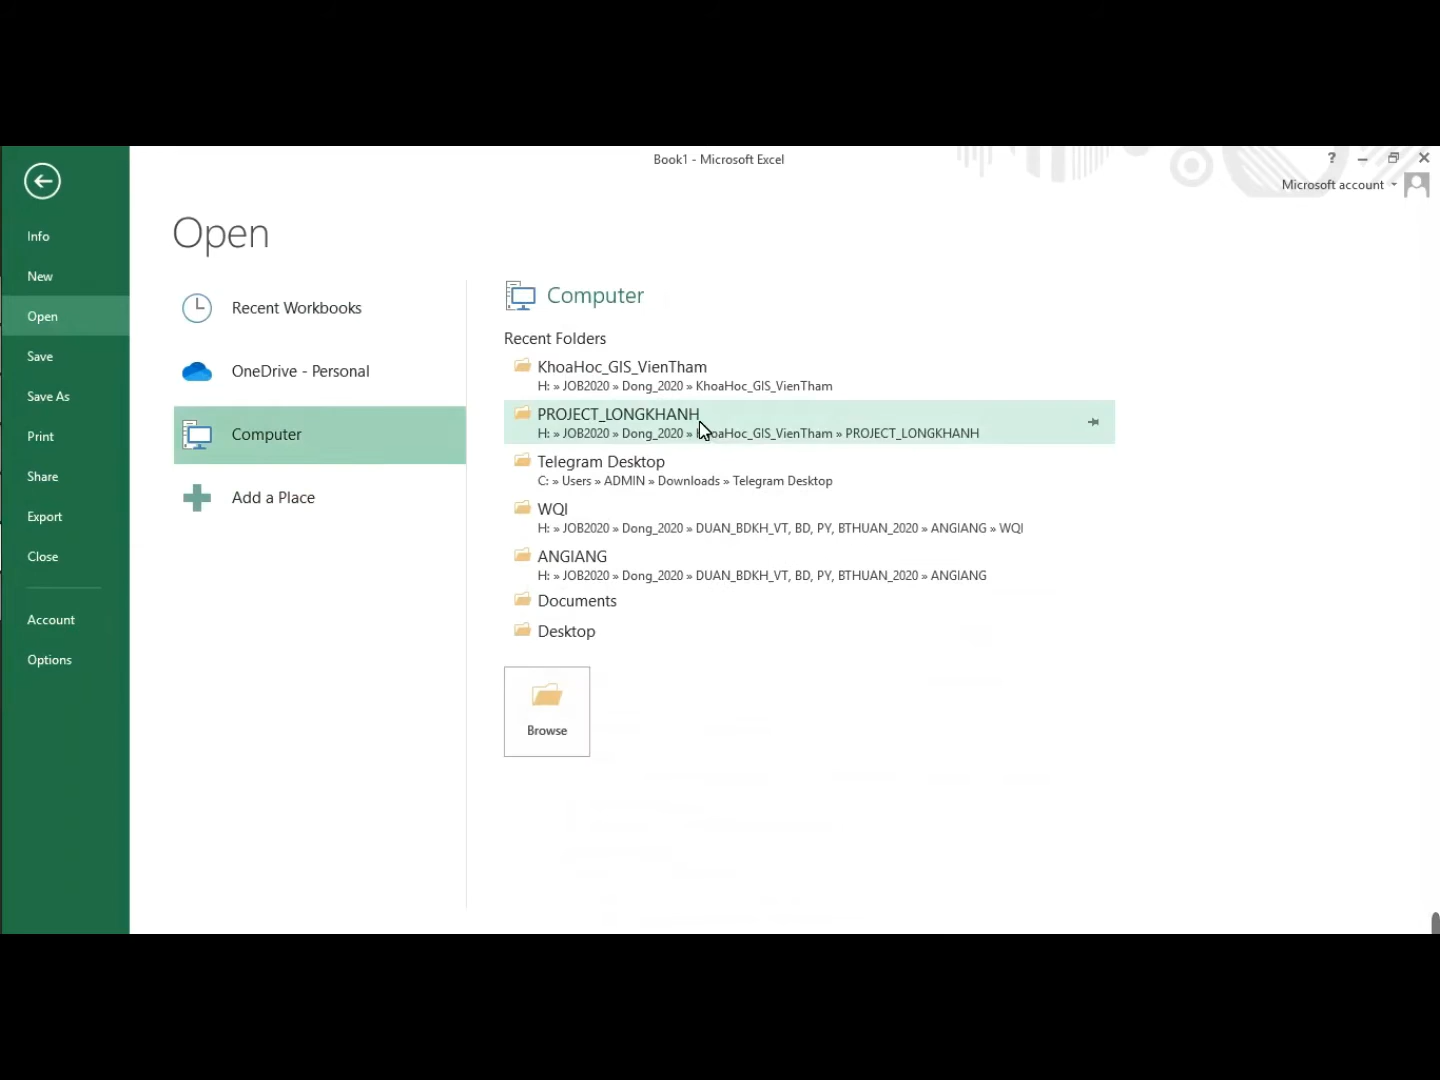 Book1 - Microsoft Excel
?
Microsoft account
Info
New
Open
Save
Save As
Print
Share
Export
Close
Account
Options
Open
Recent Workbooks
OneDrive - Personal
Computer
Add a Place
Computer
Recent Folders
KhoaHoc_GIS_VienTham
H: » JOB2020 » Dong_2020 » KhoaHoc_GIS_VienTham
PROJECT_LONGKHANH
H: » JOB2020 » Dong_2020 » KhoaHoc_GIS_VienTham » PROJECT_LONGKHANH
Telegram Desktop
C: » Users » ADMIN » Downloads » Telegram Desktop
WQI
H: » JOB2020 » Dong_2020 » DUAN_BDKH_VT, BD, PY, BTHUAN_2020 » ANGIANG » WQI
ANGIANG
H: » JOB2020 » Dong_2020 » DUAN_BDKH_VT, BD, PY, BTHUAN_2020 » ANGIANG
Documents
Desktop
Browse